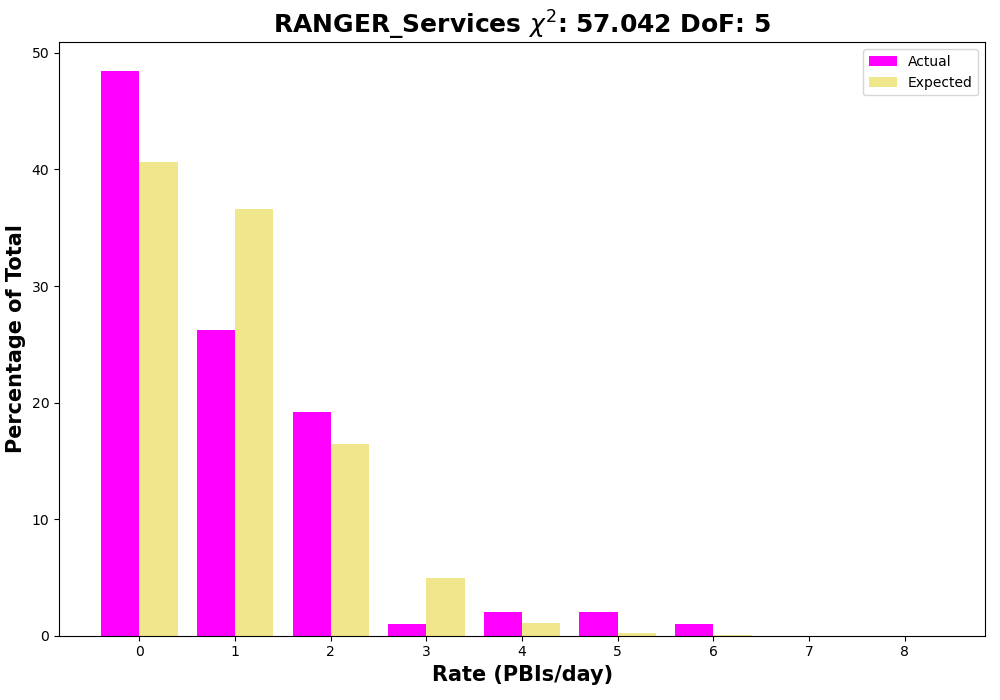 RANGER_Services χ²: 57.042 DoF: 5
Actual
Expected
Percentage of Total
50
40
30
20
10
0
0 1 2 3 4 5 6 7 8
Rate (PBIs/day)